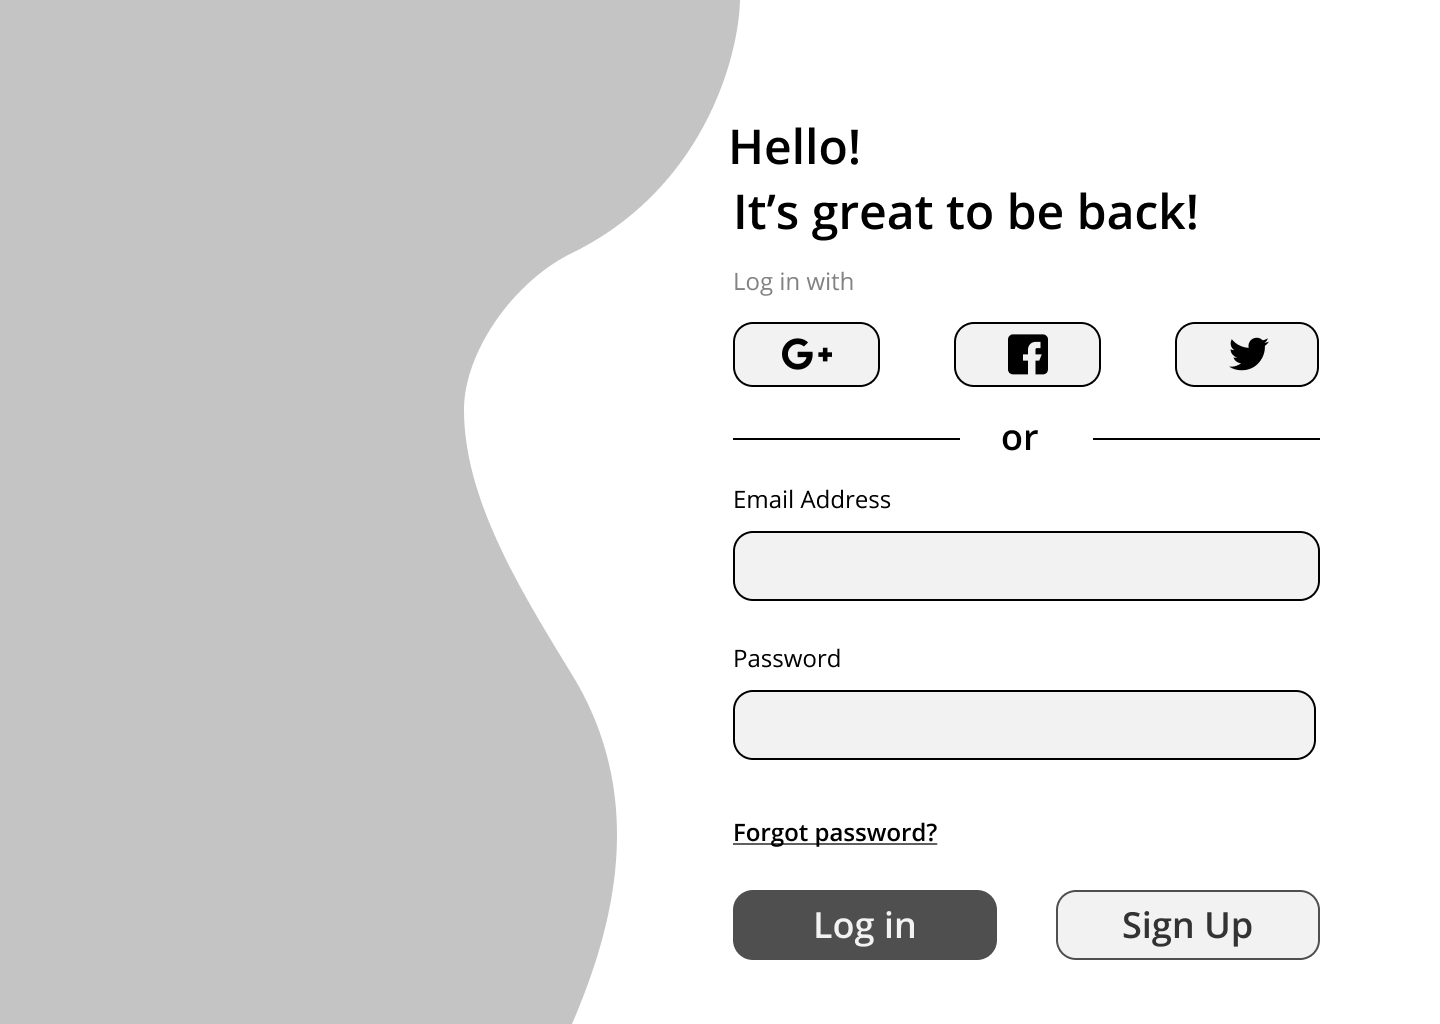 Hello!
It’s great to be back!
Log in with
G+
or
Email Address
Password
Forgot password?
Log in
Sign Up